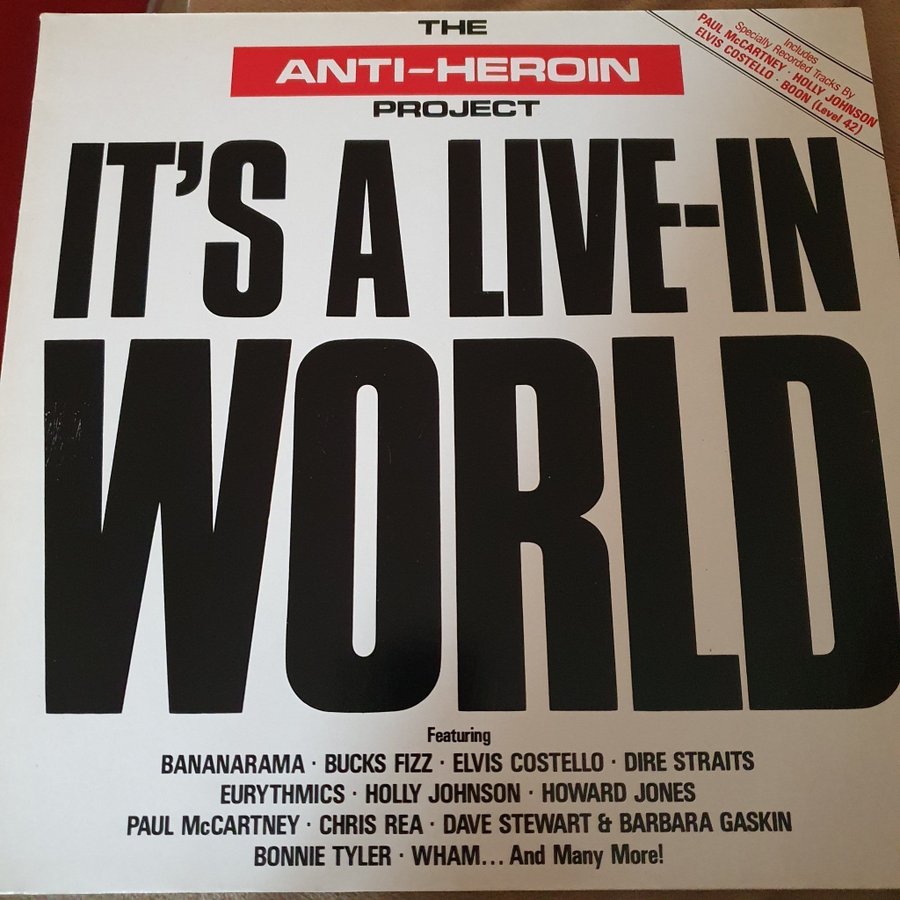 THE
ANTI-HEROIN
PROJECT
Includes
Specially Recorded Tracks By
PAUL McCARTNEY · HOLLY JOHNSON
ELVIS COSTELLO · BOON (Level 42)
IT'S A LIVE-IN
WORLD
Featuring
BANANARAMA · BUCKS FIZZ · ELVIS COSTELLO · DIRE STRAITS
EURYTHMICS · HOLLY JOHNSON · HOWARD JONES
PAUL McCARTNEY · CHRIS REA · DAVE STEWART & BARBARA GASKIN
BONNIE TYLER · WHAM... And Many More!